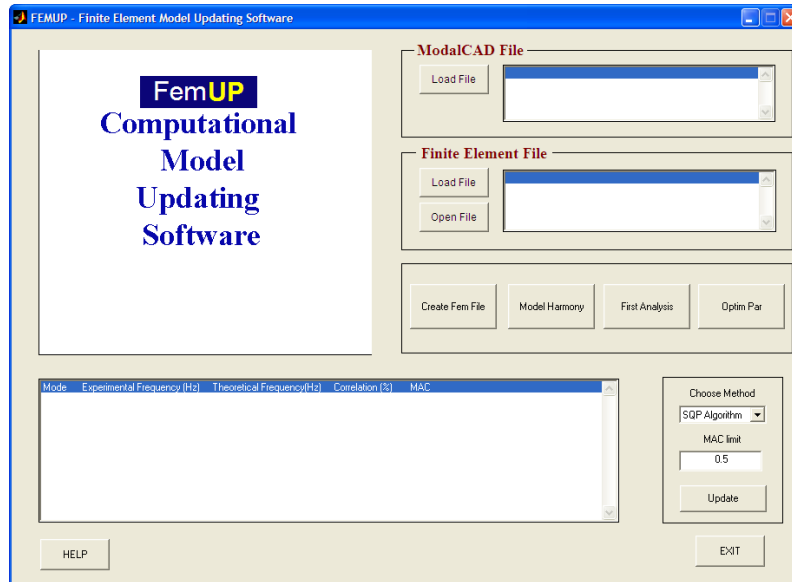 FEMUP - Finite Element Model Updating Software
FemUP
Computational
Model
Updating
Software
ModalCAD File
Load File
Finite Element File
Load File
Open File
Create Fem File Model Harmony First Analysis Optim Par
Mode Experimental Frequency (Hz) Theoretical Frequency(Hz) Correlation (%) MAC
Choose Method
SQP Algorithm
MAC limit
0.5
Update
HELP
EXIT